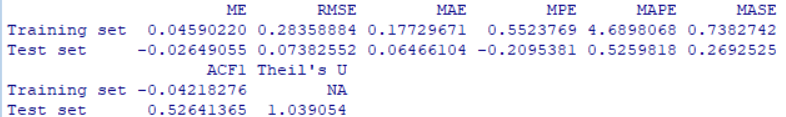 ME RMSE MAE MPE MAPE MASE
Training set 0.04590220 0.28358884 0.17729671 0.5523769 4.6898068 0.7382742
Test set -0.02649055 0.07382552 0.06466104 -0.2095381 0.5259818 0.2692525
ACF1 Theil's U
Training set -0.04218276 NA
Test set 0.52641365 1.039054